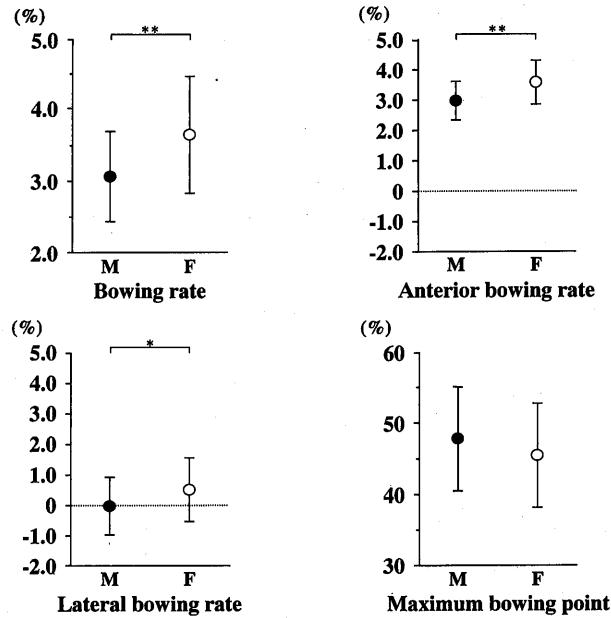 (%)
**
5.0
4.0
3.0
2.0
M
F
Bowing rate
(%)
**
5.0
4.0
3.0
2.0
1.0
0
-1.0
-2.0
M
F
Anterior bowing rate
(%)
*
5.0
4.0
3.0
2.0
1.0
0
-1.0
-2.0
M
F
Lateral bowing rate
(%)
60
50
40
30
M
F
Maximum bowing point